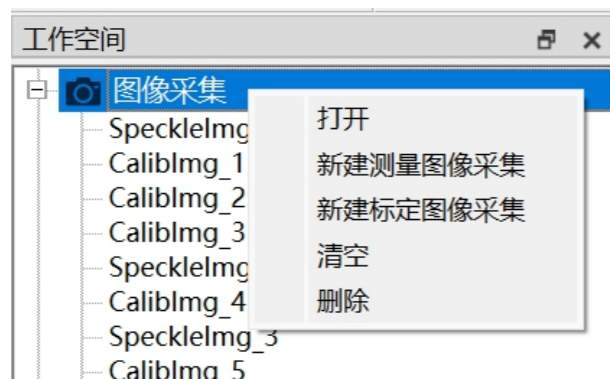 工作空间
图像采集
SpeckleImg
CalibImg_1
CalibImg_2
CalibImg_3
SpeckleImg
CalibImg_4
SpeckleImg_3
CalibImg_5
打开
新建测量图像采集
新建标定图像采集
清空
删除